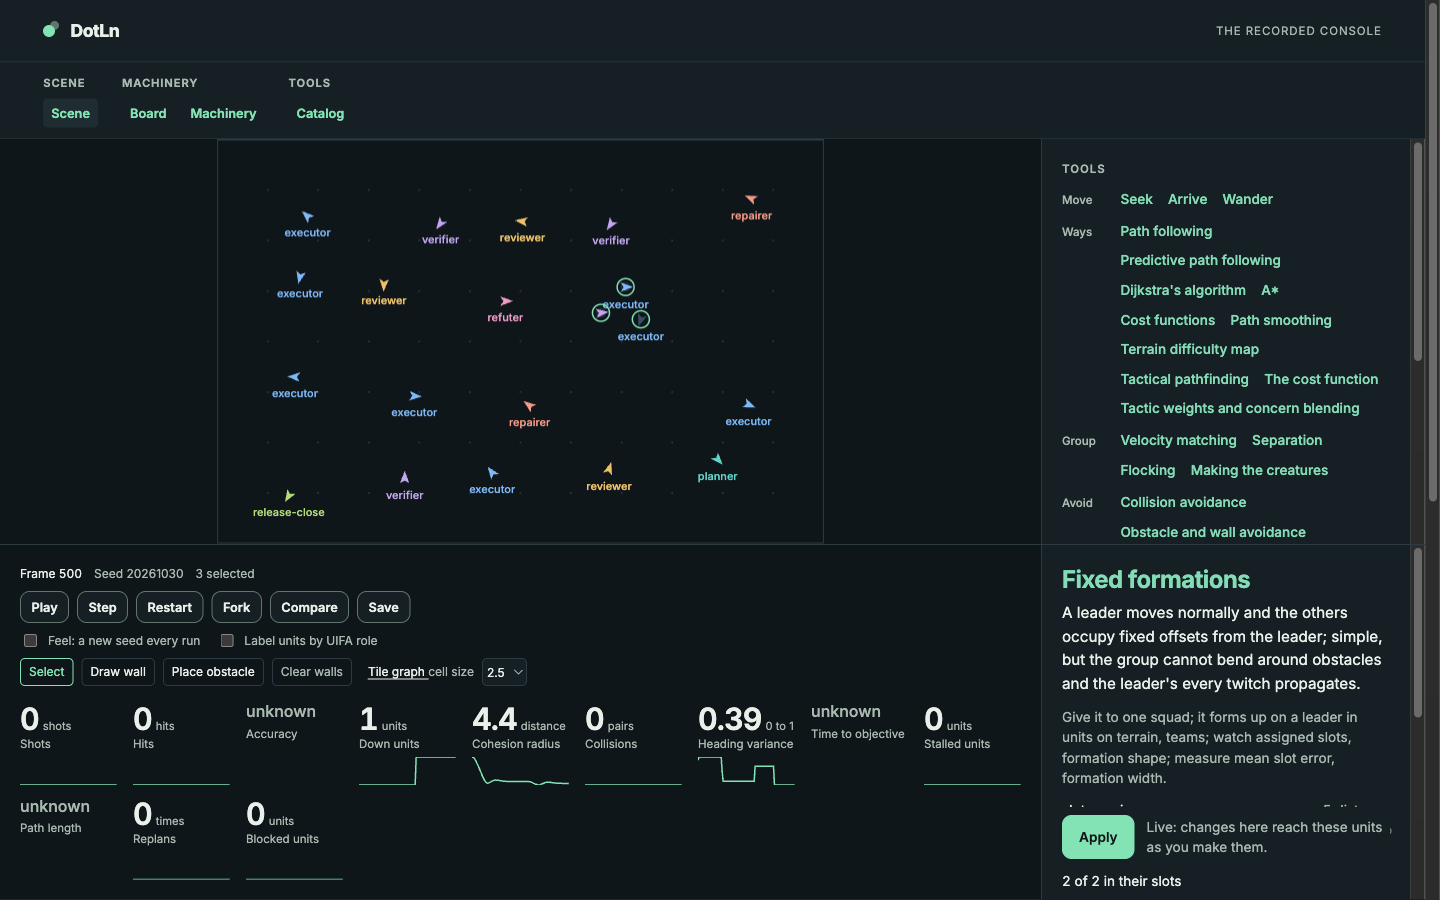 DotLn
THE RECORDED CONSOLE
SCENE MACHINERY TOOLS
Scene Board Machinery Catalog
executor
verifier
reviewer
verifier
repairer
executor
reviewer
refuter
executor
executor
executor
executor
repairer
executor
verifier
executor
reviewer
planner
release-close
TOOLS
Move Seek Arrive Wander
Ways Path following
Predictive path following
Dijkstra's algorithm A*
Cost functions Path smoothing
Terrain difficulty map
Tactical pathfinding The cost function
Tactic weights and concern blending
Group Velocity matching Separation
Flocking Making the creatures
Avoid Collision avoidance
Obstacle and wall avoidance
Frame 500 Seed 20261030 3 selected
Play Step Restart Fork Compare Save
Feel: a new seed every run Label units by UIFA role
Select Draw wall Place obstacle Clear walls Tile graph cell size 2.5
0 shots
Shots
0 hits
Hits
unknown
Accuracy
1 units
Down units
4.4 distance
Cohesion radius
0 pairs
Collisions
0.39 0 to 1
Heading variance
unknown
Time to objective
0 units
Stalled units
unknown
Path length
0 times
Replans
0 units
Blocked units
Fixed formations
A leader moves normally and the others
occupy fixed offsets from the leader; simple,
but the group cannot bend around obstacles
and the leader's every twitch propagates.
Give it to one squad; it forms up on a leader in
units on terrain, teams; watch assigned slots,
formation shape; measure mean slot error,
formation width.
Apply
Live: changes here reach these units
as you make them.
2 of 2 in their slots